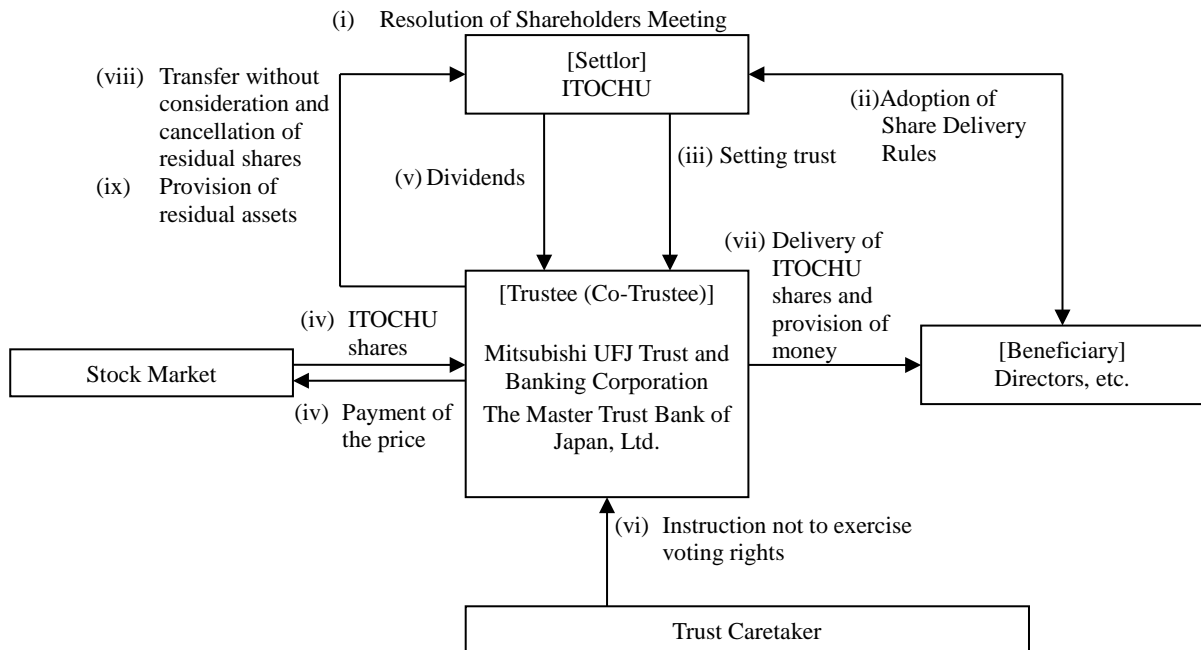 (i) Resolution of Shareholders Meeting
[Settlor]
ITOCHU
(viii) Transfer without
consideration and
cancellation of
residual shares
(ix) Provision of
residual assets
(ii)Adoption of
Share Delivery
Rules
(v) Dividends
(iii) Setting trust
(vii) Delivery of
ITOCHU
shares and
provision of
money
[Trustee (Co-Trustee)]
Mitsubishi UFJ Trust and
Banking Corporation
The Master Trust Bank of
Japan, Ltd.
(iv) ITOCHU
shares
Stock Market
(iv) Payment of
the price
[Beneficiary]
Directors, etc.
(vi) Instruction not to exercise
voting rights
Trust Caretaker